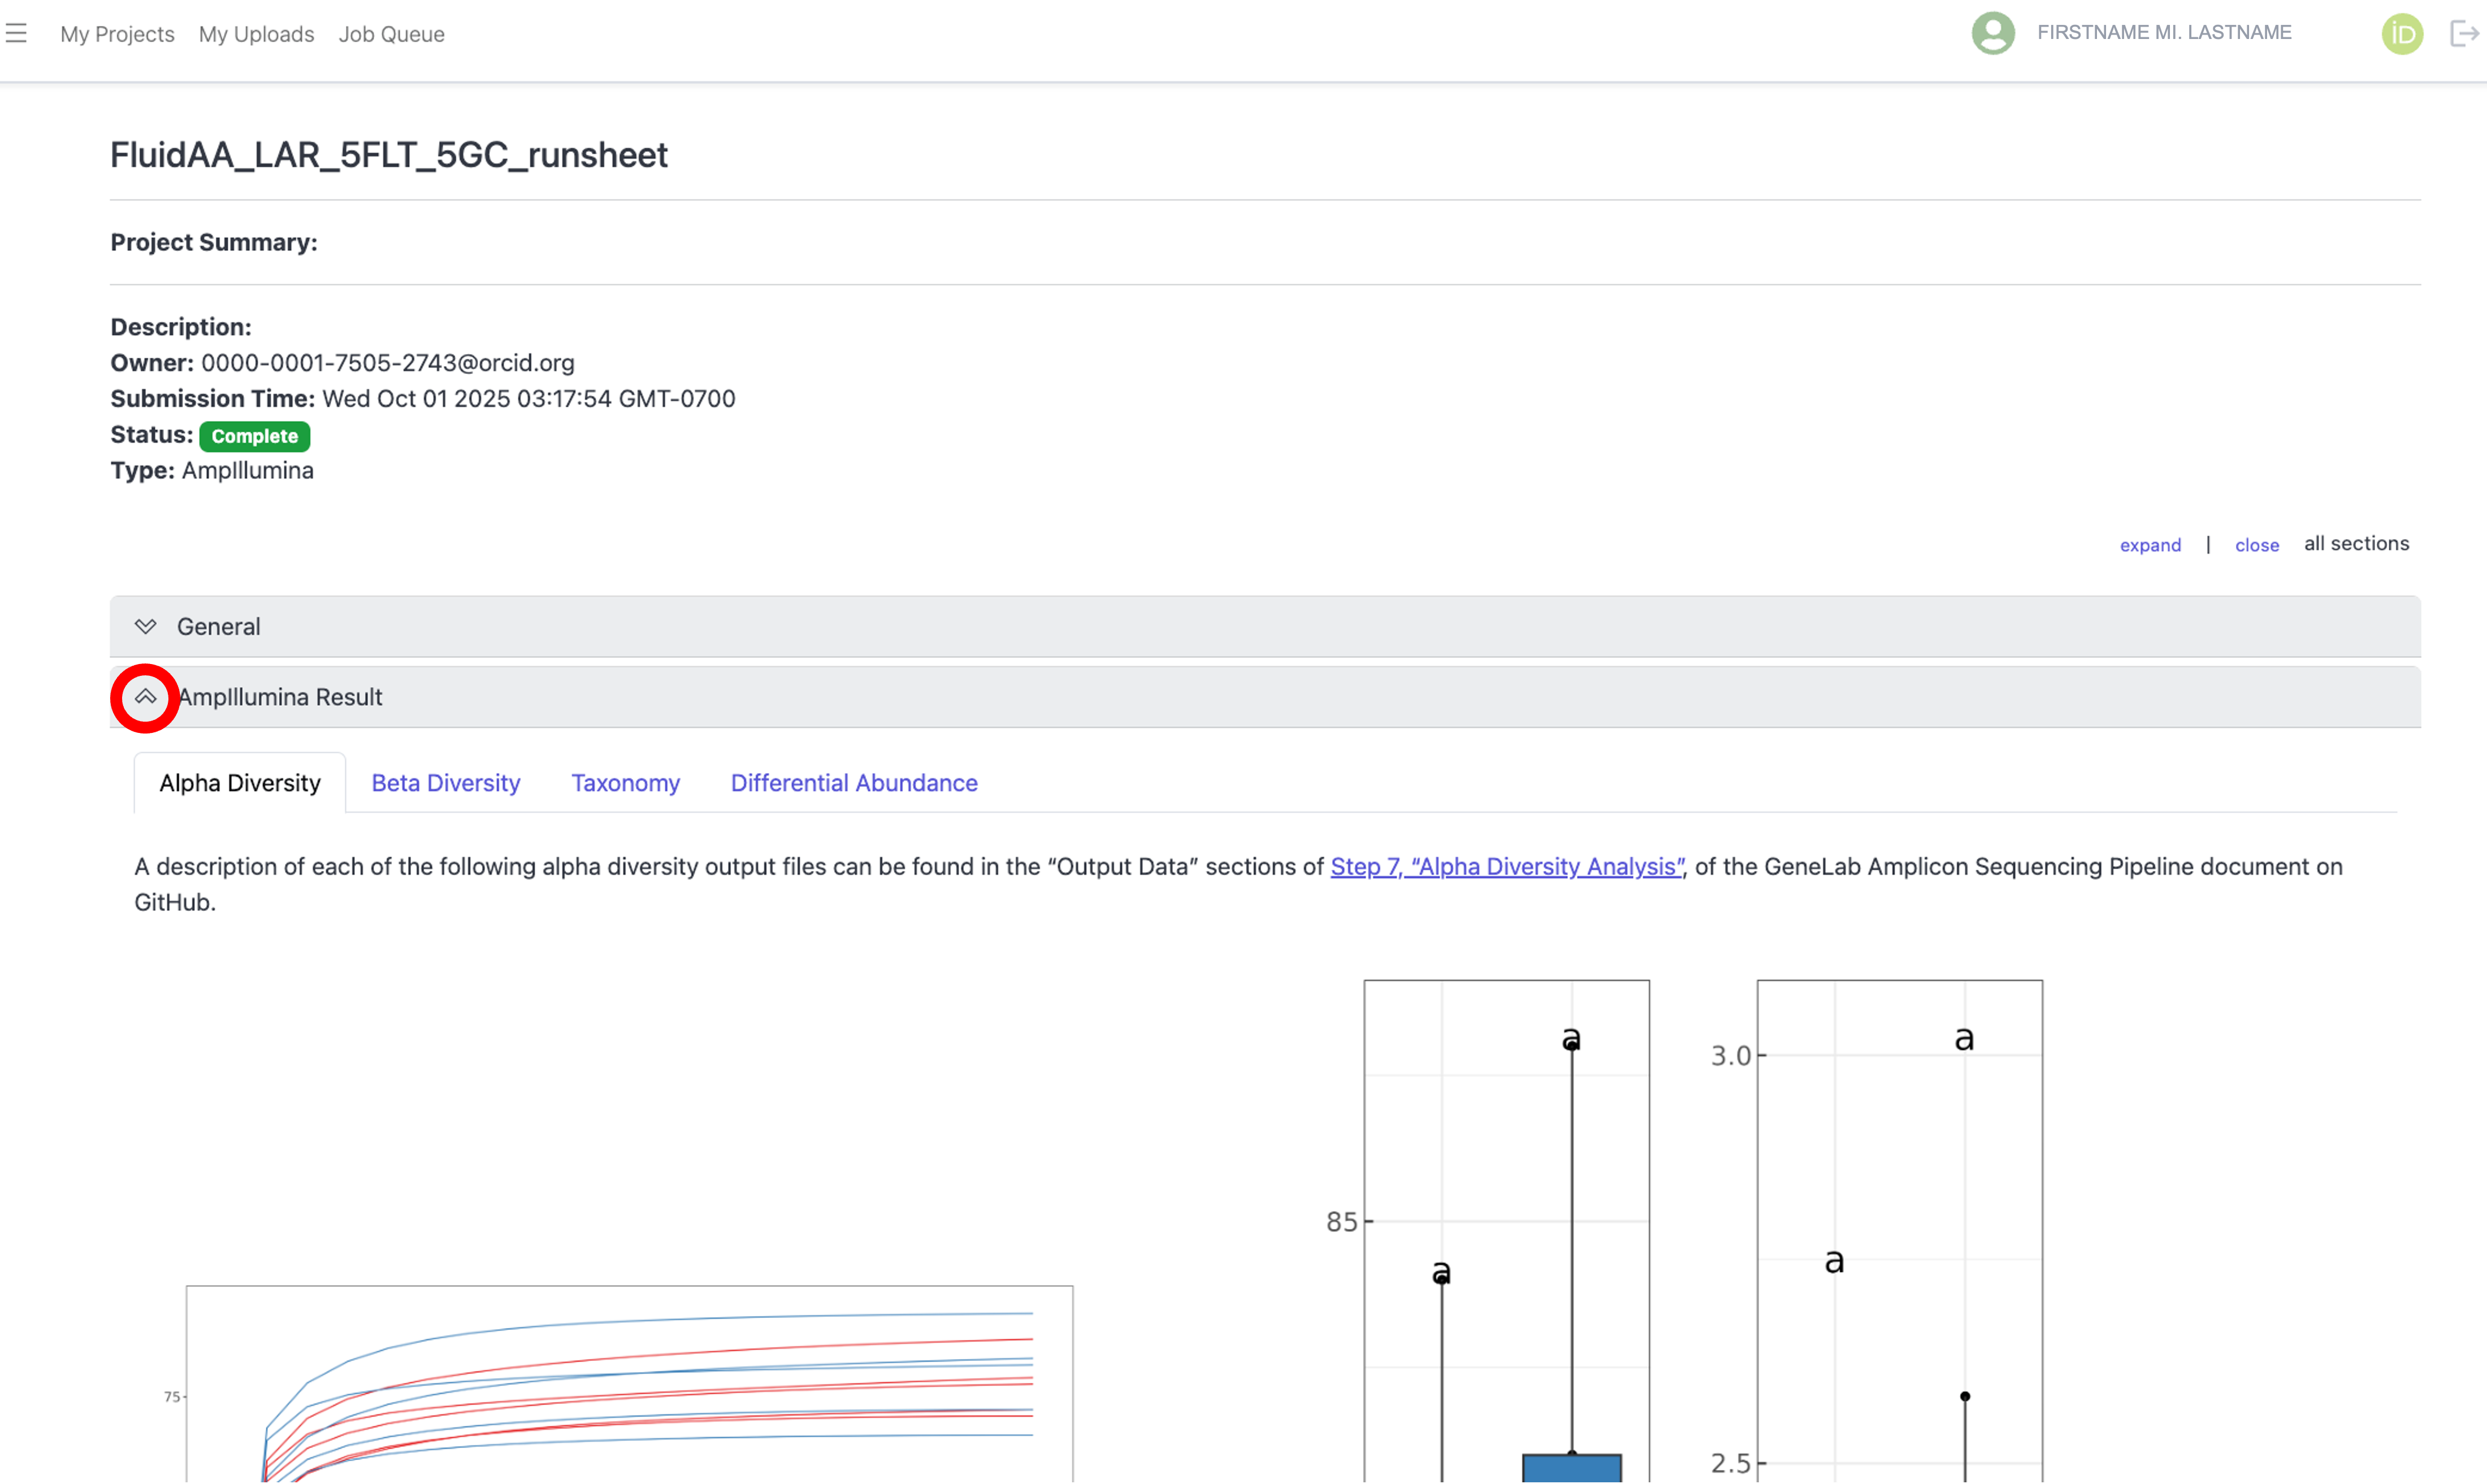 My Projects My Uploads Job Queue FIRSTNAME MI. LASTNAME iD
FluidAA_LAR_5FLT_5GC_runsheet
Project Summary:
Description:
Owner: 0000-0001-7505-2743@orcid.org
Submission Time: Wed Oct 01 2025 03:17:54 GMT-0700
Status: Complete
Type: AmpIllumina
expand | close all sections
General
AmpIllumina Result
Alpha Diversity Beta Diversity Taxonomy Differential Abundance
A description of each of the following alpha diversity output files can be found in the “Output Data” sections of Step 7, “Alpha Diversity Analysis”, of the GeneLab Amplicon Sequencing Pipeline document on
GitHub.
a a
3.0
85
a a
75
2.5